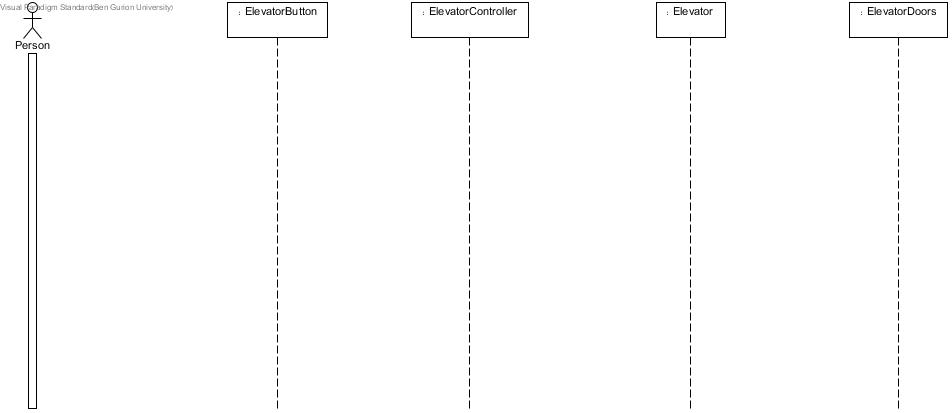 Visual Paradigm Standard(Ben Gurion University)
: ElevatorButton
: ElevatorController
: Elevator
: ElevatorDoors
Person